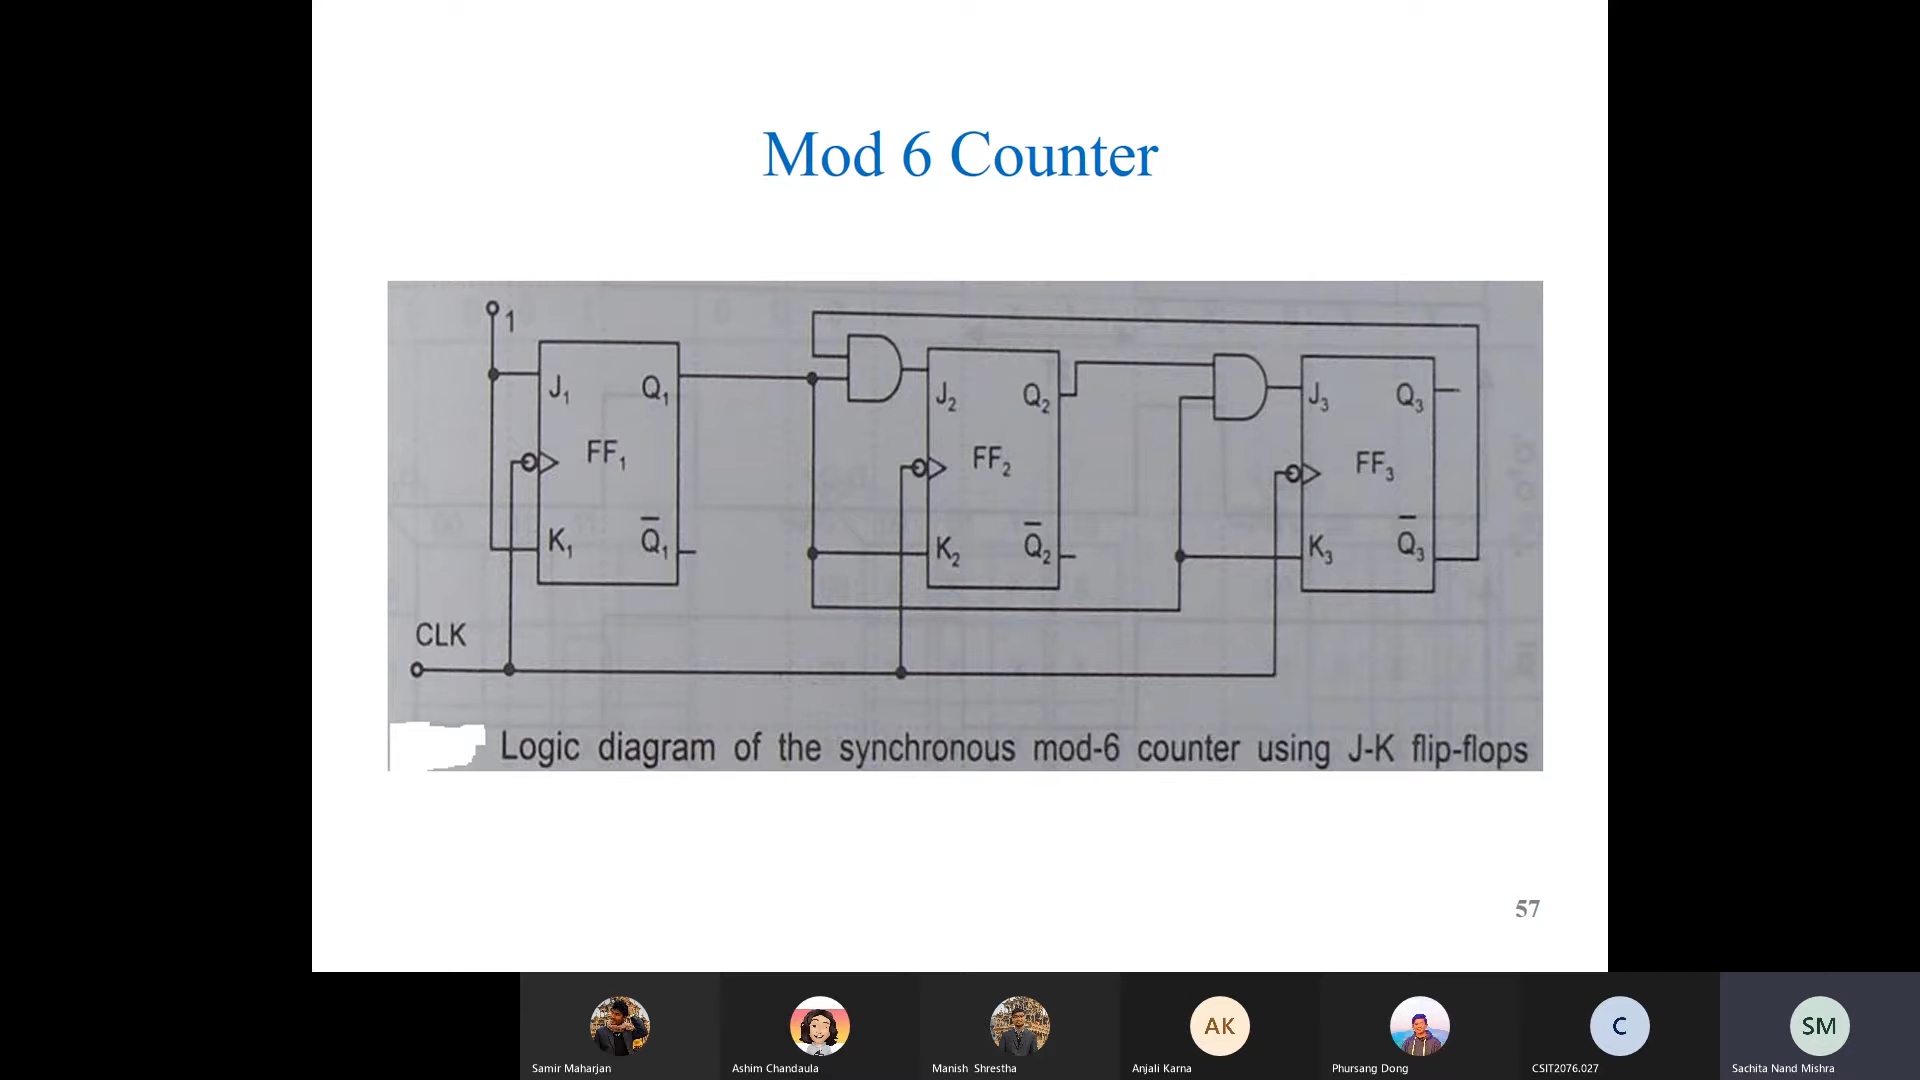 Mod 6 Counter
1
J₁ Q₁
FF₁
K₁ Q̅₁
J₂ Q₂
FF₂
K₂ Q̅₂
J₃ Q₃
FF₃
K₃ Q̅₃
CLK
Logic diagram of the synchronous mod-6 counter using J-K flip-flops
57
AK
C
SM
Samir Maharjan
Ashim Chandaula
Manish Shrestha
Anjali Karna
Phursang Dong
CSIT2076.027
Sachita Nand Mishra